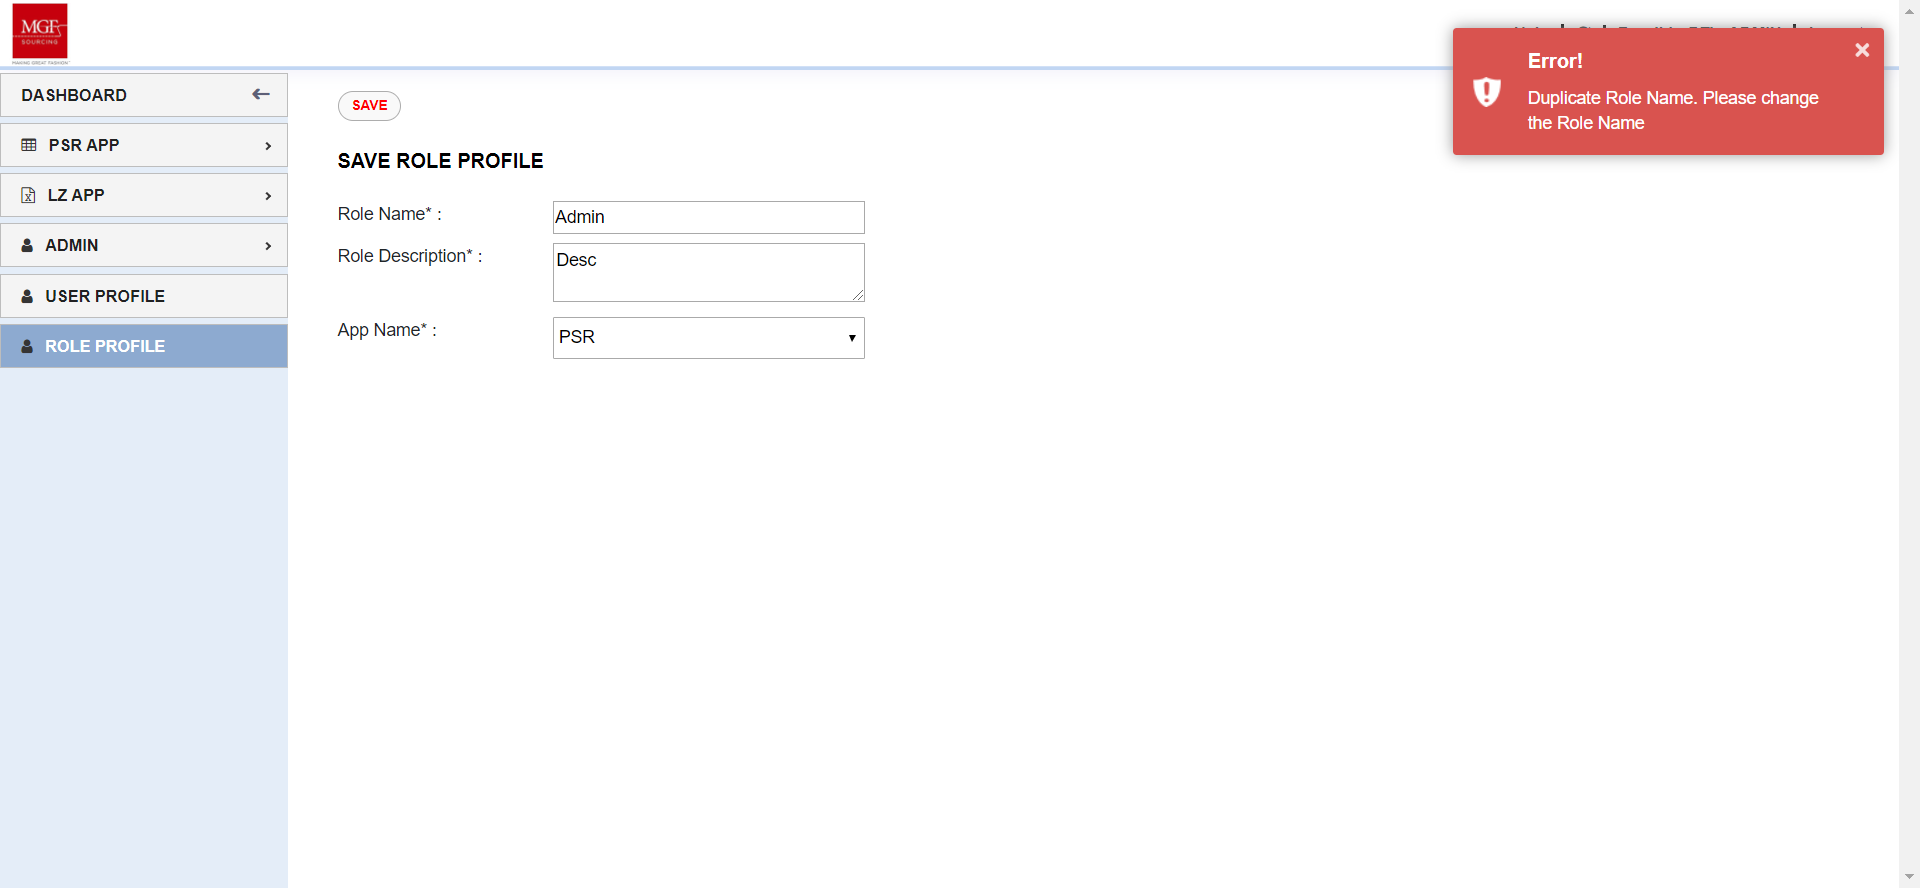 MGF
SOURCING
MAKING GREAT FASHION
Error!
Duplicate Role Name. Please change
the Role Name
DASHBOARD
PSR APP
LZ APP
ADMIN
USER PROFILE
ROLE PROFILE
SAVE
SAVE ROLE PROFILE
Role Name* :
Admin
Role Description* :
Desc
App Name* :
PSR